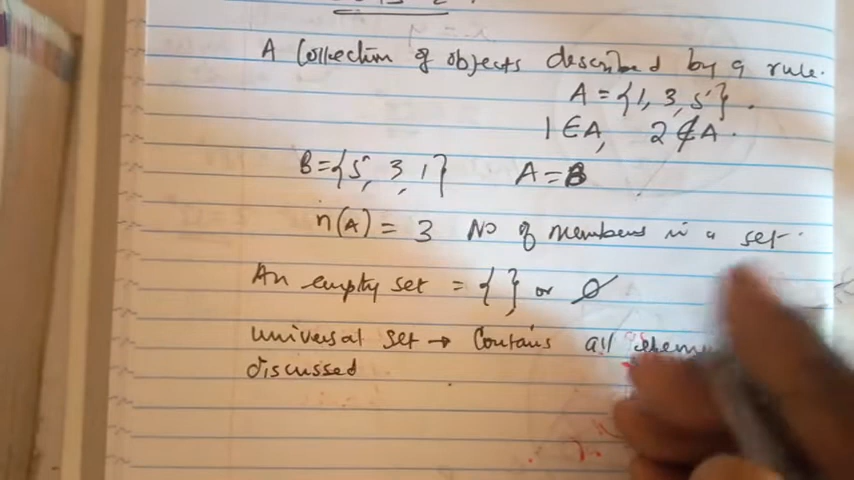 A Collection of objects described by a rule.
A = {1, 3, 5} .
1 ∈ A, 2 ∉ A .
B = {5, 3, 1} A = B
n(A) = 3 No of members in a set .
An empty set = { } or ∅
universal set → Contains all
discussed